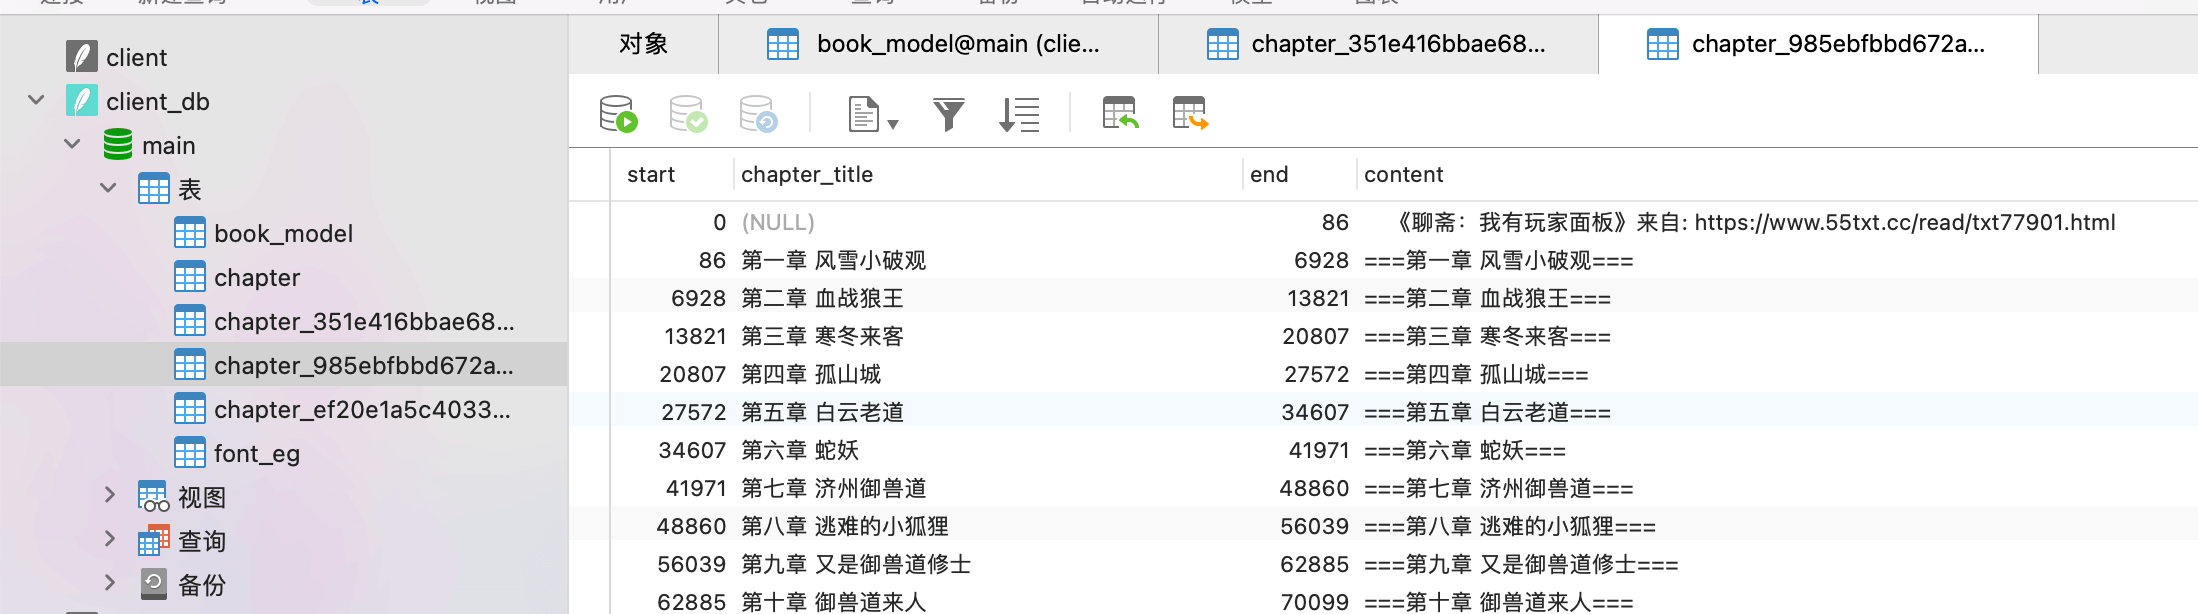 对象
book_model@main (clie...
chapter_351e416bbae68...
chapter_985ebfbbd672a...
client
client_db
main
表
book_model
chapter
chapter_351e416bbae68...
chapter_985ebfbbd672a...
chapter_ef20e1a5c4033...
font_eg
视图
查询
备份
start chapter_title end content
0 (NULL) 86 《聊斋：我有玩家面板》来自: https://www.55txt.cc/read/txt77901.html
86 第一章 风雪小破观 6928 ===第一章 风雪小破观===
6928 第二章 血战狼王 13821 ===第二章 血战狼王===
13821 第三章 寒冬来客 20807 ===第三章 寒冬来客===
20807 第四章 孤山城 27572 ===第四章 孤山城===
27572 第五章 白云老道 34607 ===第五章 白云老道===
34607 第六章 蛇妖 41971 ===第六章 蛇妖===
41971 第七章 济州御兽道 48860 ===第七章 济州御兽道===
48860 第八章 逃难的小狐狸 56039 ===第八章 逃难的小狐狸===
56039 第九章 又是御兽道修士 62885 ===第九章 又是御兽道修士===
62885 第十章 御兽道来人 70099 ===第十章 御兽道来人===